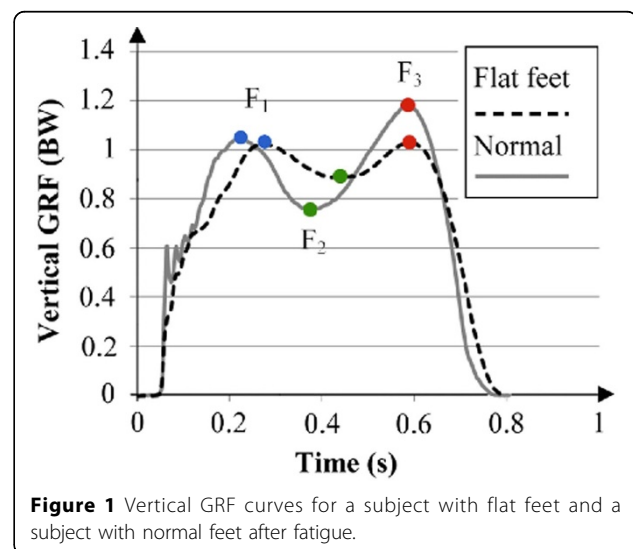 1.4
1.2
1
0.8
0.6
0.4
0.2
0
Vertical GRF (BW)
F1
F2
F3
Flat feet
Normal
0 0.2 0.4 0.6 0.8 1
Time (s)
Figure 1 Vertical GRF curves for a subject with flat feet and a
subject with normal feet after fatigue.